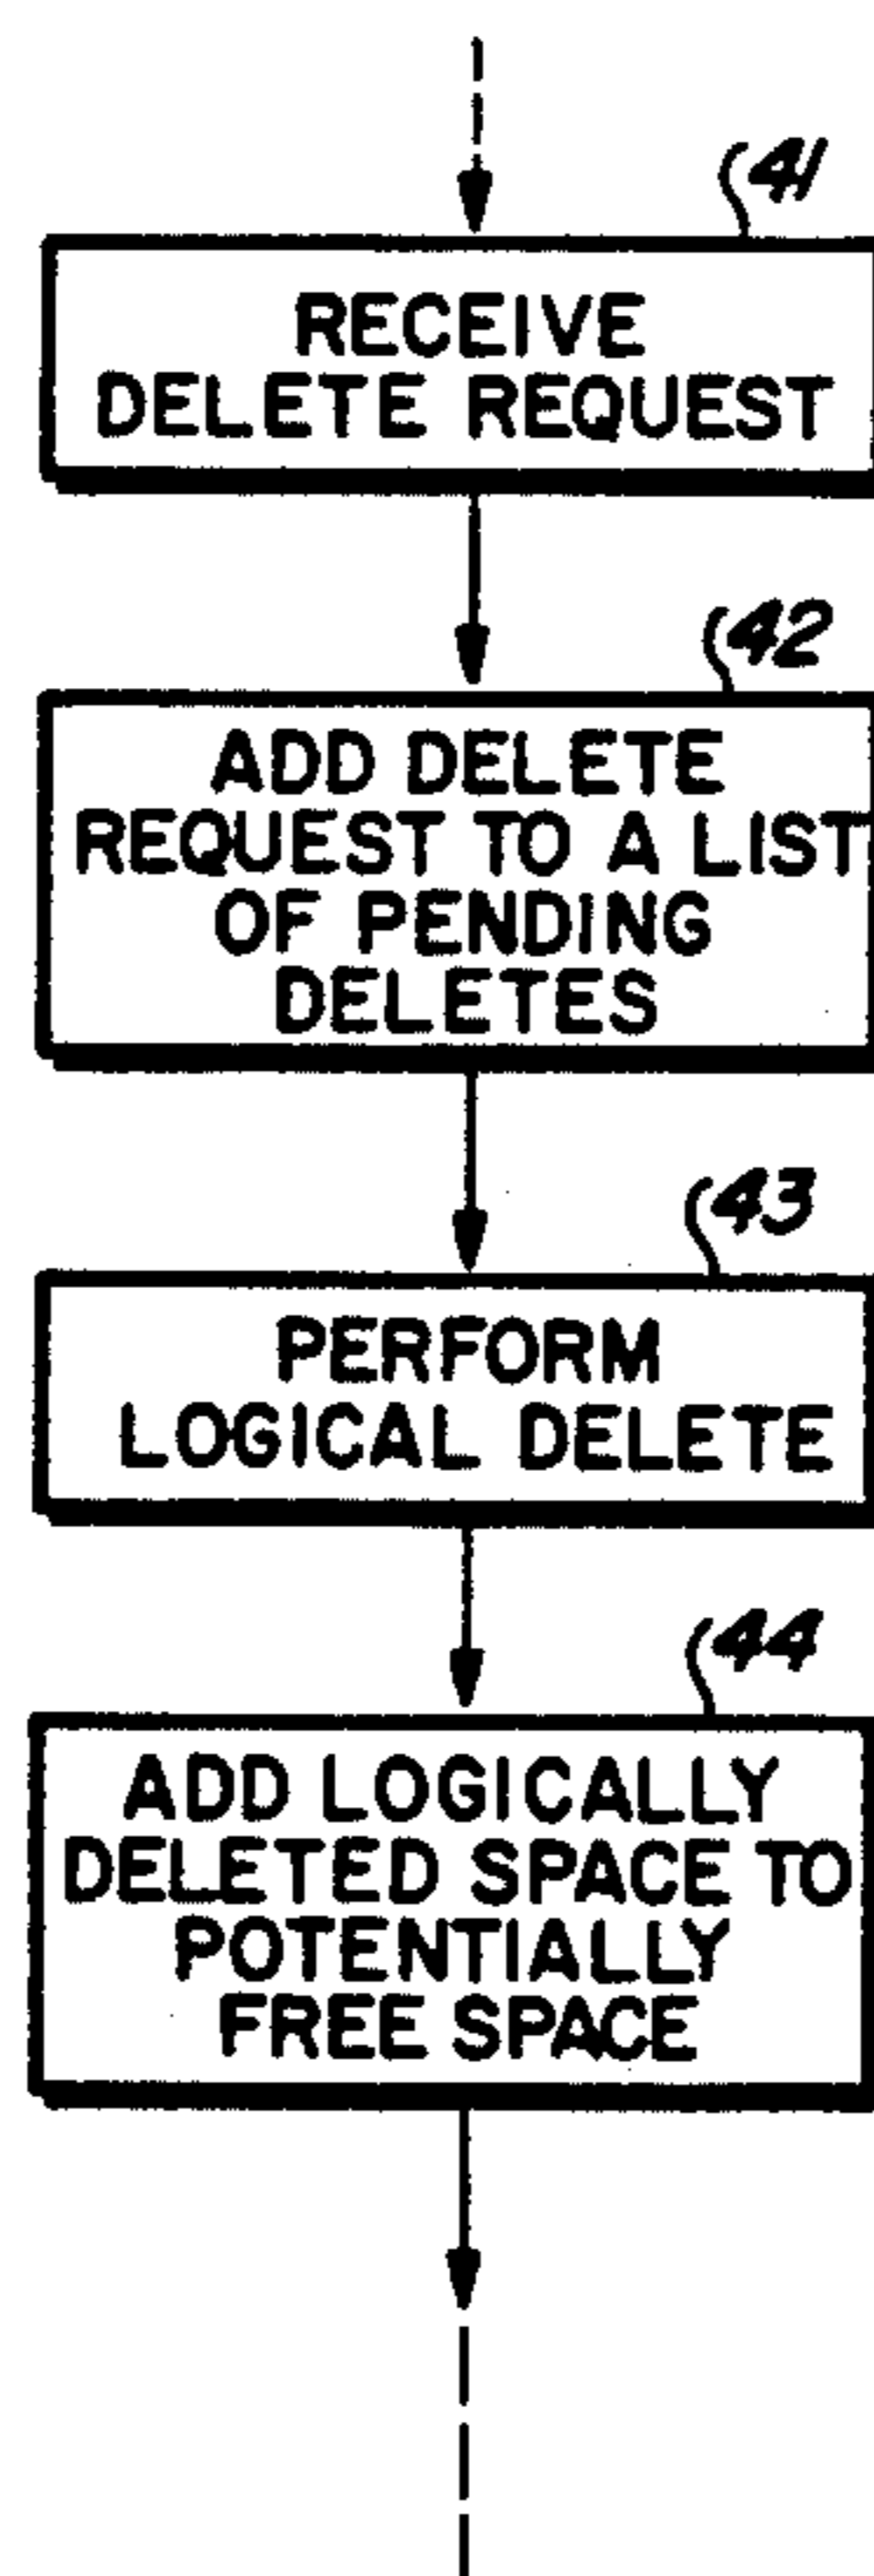 41
RECEIVE
DELETE REQUEST
42
ADD DELETE
REQUEST TO A LIST
OF PENDING
DELETES
43
PERFORM
LOGICAL DELETE
44
ADD LOGICALLY
DELETED SPACE TO
POTENTIALLY
FREE SPACE